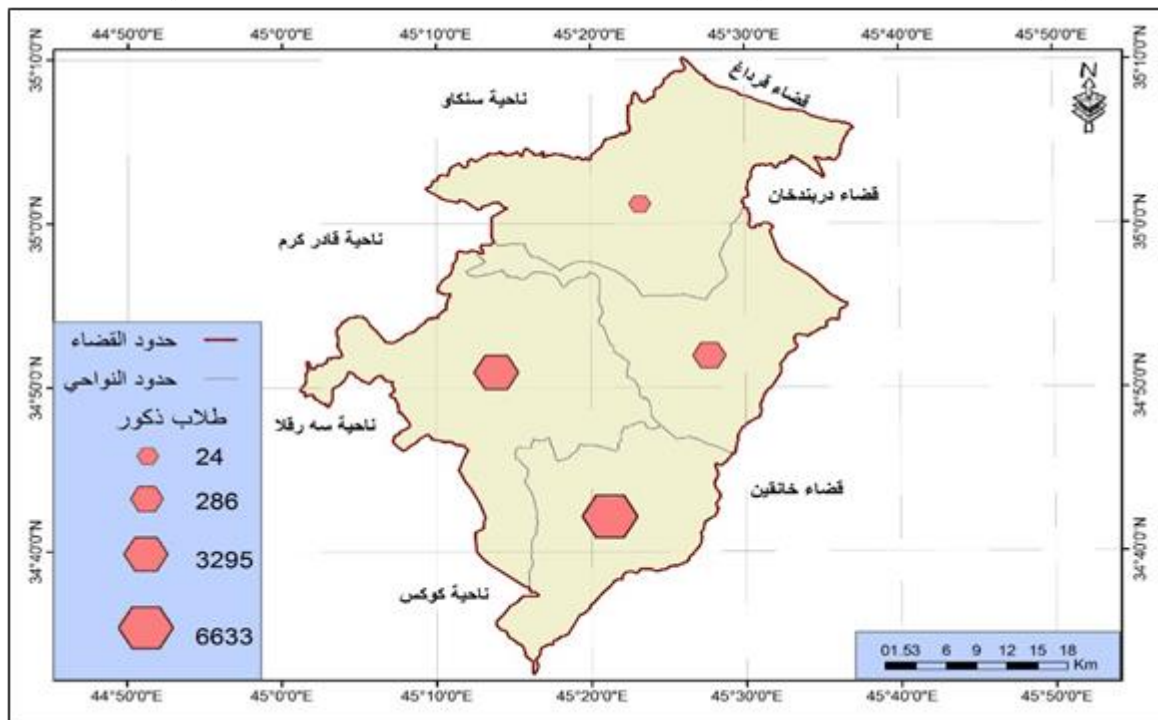 44°50'0"E 45°0'0"E 45°10'0"E 45°20'0"E 45°30'0"E 45°40'0"E 45°50'0"E
35°10'0"N
35°10'0"N
N
قضاء قرداغ
ناحية سنكاو
قضاء دربندخان
35°0'0"N
35°0'0"N
ناحية قادر كرم
حدود القضاء
حدود النواحي
طلاب ذكور
24
286
3295
6633
34°50'0"N
34°50'0"N
ناحية سه رقلا
قضاء خانقين
34°40'0"N
34°40'0"N
ناحية كوكس
01.53 6 9 12 15 18
Km
44°50'0"E 45°0'0"E 45°10'0"E 45°20'0"E 45°30'0"E 45°40'0"E 45°50'0"E